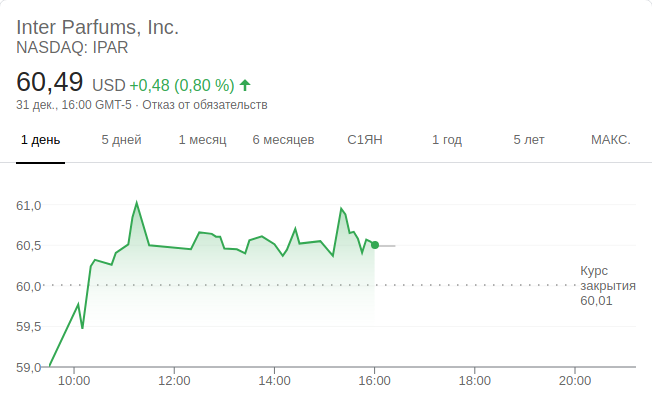 Inter Parfums, Inc.
NASDAQ: IPAR
60,49 USD +0,48 (0,80 %)
31 дек., 16:00 GMT-5 · Отказ от обязательств
1 день 5 дней 1 месяц 6 месяцев С1ЯН 1 год 5 лет МАКС.
61,0
60,5
60,0
59,5
59,0
Курс
закрытия
60,01
10:00 12:00 14:00 16:00 18:00 20:00